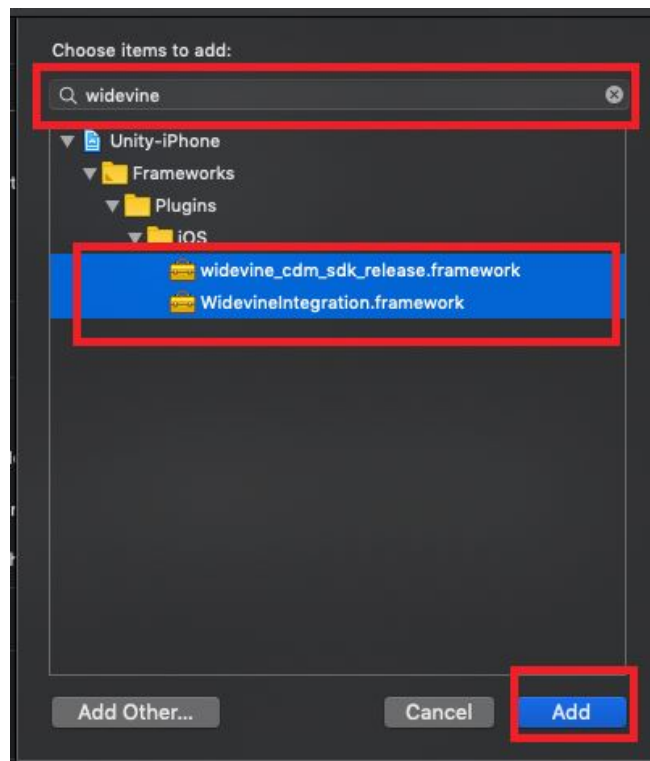 Choose items to add:
widevine
Unity-iPhone
Frameworks
Plugins
iOS
widevine_cdm_sdk_release.framework
WidevineIntegration.framework
Add Other...
Cancel
Add